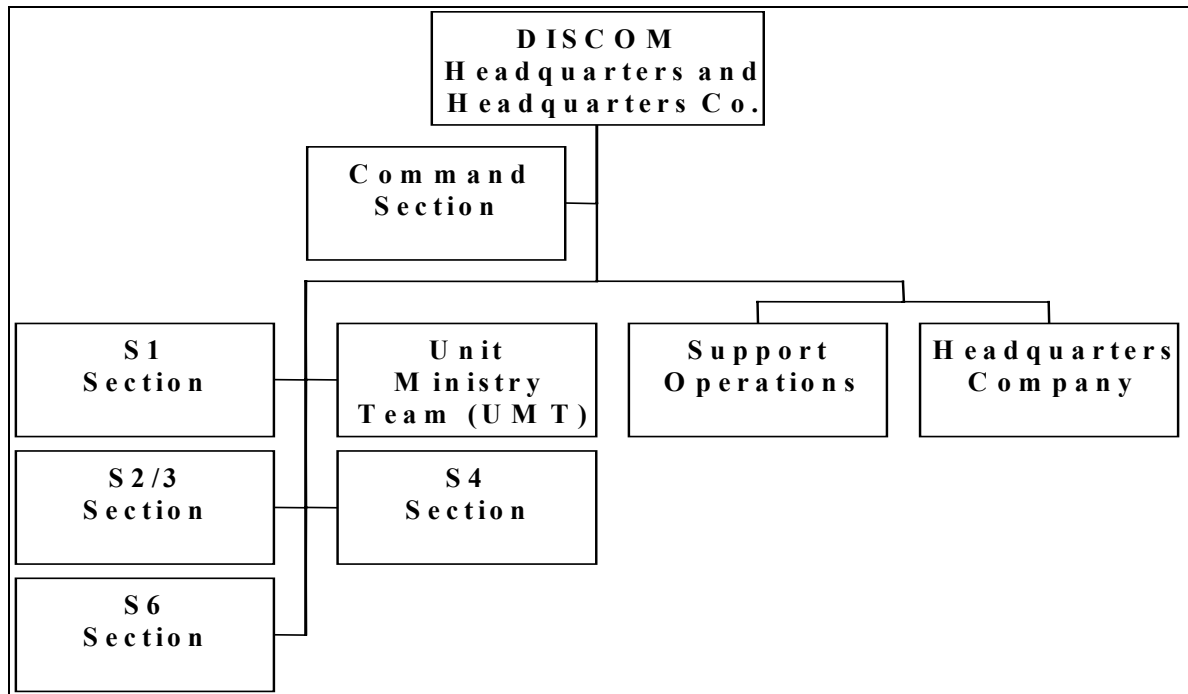 DISCOM
Headquarters and
Headquarters Co.
Command
Section
S1
Section
Unit
Ministry
Team (UMT)
Support
Operations
Headquarters
Company
S2/3
Section
S4
Section
S6
Section